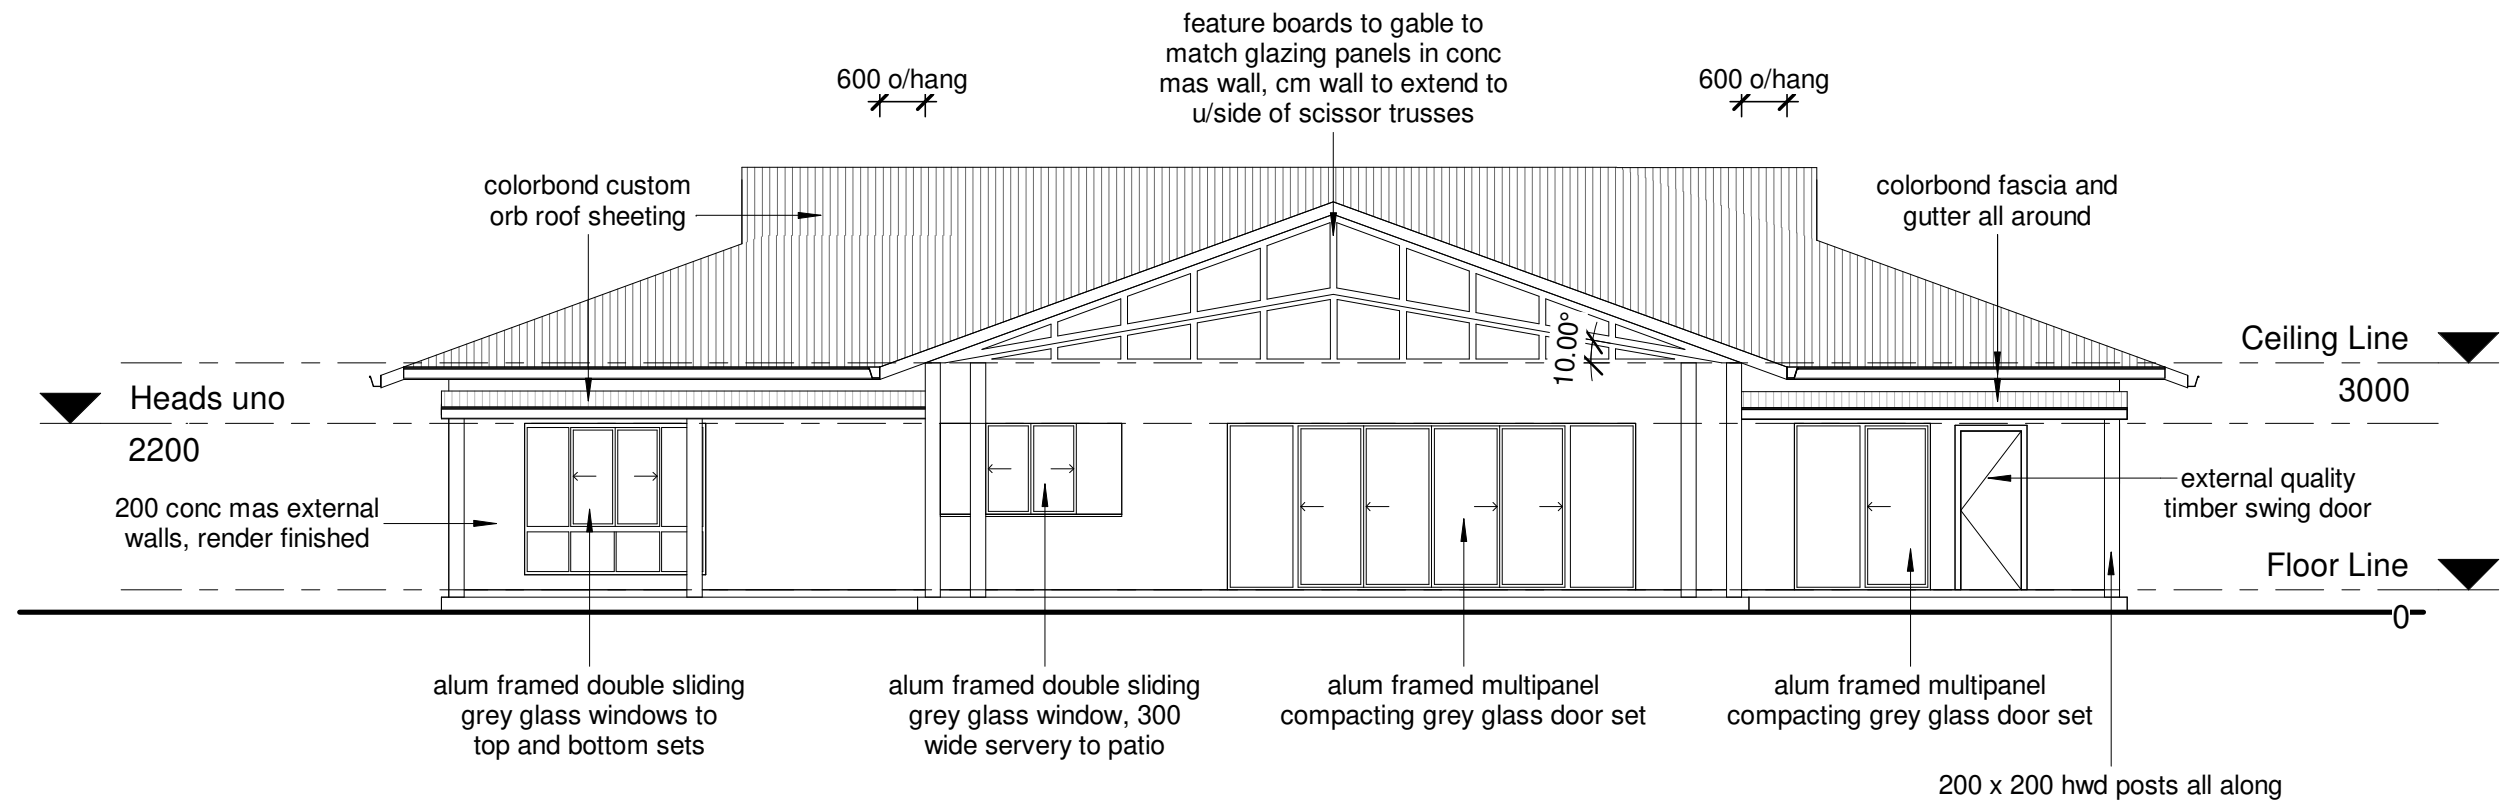 feature boards to gable to
match glazing panels in conc
mas wall, cm wall to extend to
u/side of scissor trusses
600 o/hang
600 o/hang
colorbond custom
orb roof sheeting
colorbond fascia and
gutter all around
10.00°
Ceiling Line
3000
Heads uno
2200
200 conc mas external
walls, render finished
external quality
timber swing door
Floor Line
0
alum framed double sliding
grey glass windows to
top and bottom sets
alum framed double sliding
grey glass window, 300
wide servery to patio
alum framed multipanel
compacting grey glass door set
alum framed multipanel
compacting grey glass door set
200 x 200 hwd posts all along